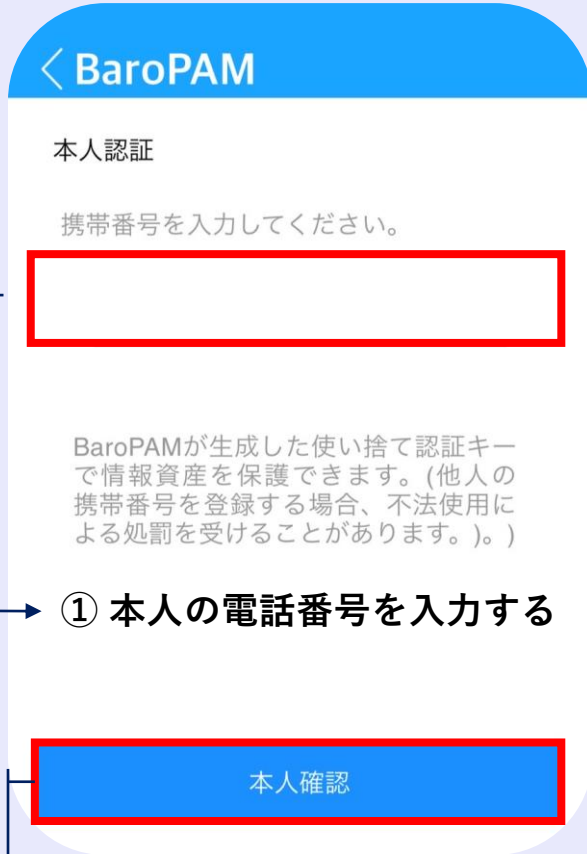 < BaroPAM
本人認証
携帯番号を入力してください。
BaroPAMが生成した使い捨て認証キー
で情報資産を保護できます。(他人の
携帯番号を登録する場合、不法使用に
よる処罰を受けることがあります。)。)
① 本人の電話番号を入力する
本人確認